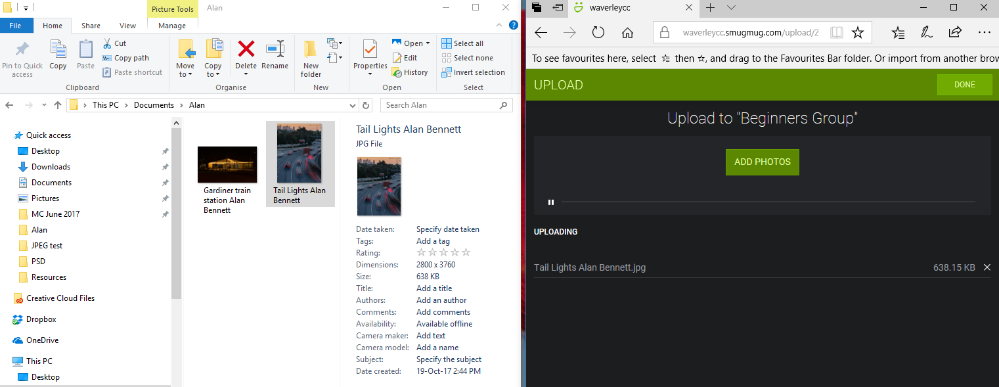 Picture Tools
Alan
File
Home
Share
View
Manage
Pin to Quick
access
Copy
Paste
Cut
Copy path
Paste shortcut
Clipboard
Move
to
Copy
to
Delete
Rename
Organise
New
folder
New
Properties
Open
Edit
History
Open
Select all
Select none
Invert selection
Select
This PC > Documents > Alan
Search Alan
Quick access
Desktop
Downloads
Documents
Pictures
MC June 2017
Alan
JPEG test
PSD
Resources
Creative Cloud Files
Dropbox
OneDrive
This PC
Desktop
Gardiner train
station Alan
Bennett
Tail Lights Alan
Bennett
Tail Lights Alan Bennett
JPG File
Date taken: Specify date taken
Tags: Add a tag
Rating:
Dimensions: 2800 x 3760
Size: 638 KB
Title: Add a title
Authors: Add an author
Comments: Add comments
Availability: Available offline
Camera maker: Add text
Camera model: Add a name
Subject: Specify the subject
Date created: 19-Oct-17 2:44 PM
waverleycc
waverleycc.smugmug.com/upload/Z
To see favourites here, select then , and drag to the Favourites Bar folder. Or import from another brow
UPLOAD
DONE
Upload to "Beginners Group"
ADD PHOTOS
UPLOADING
Tail Lights Alan Bennett.jpg 638.15 KB